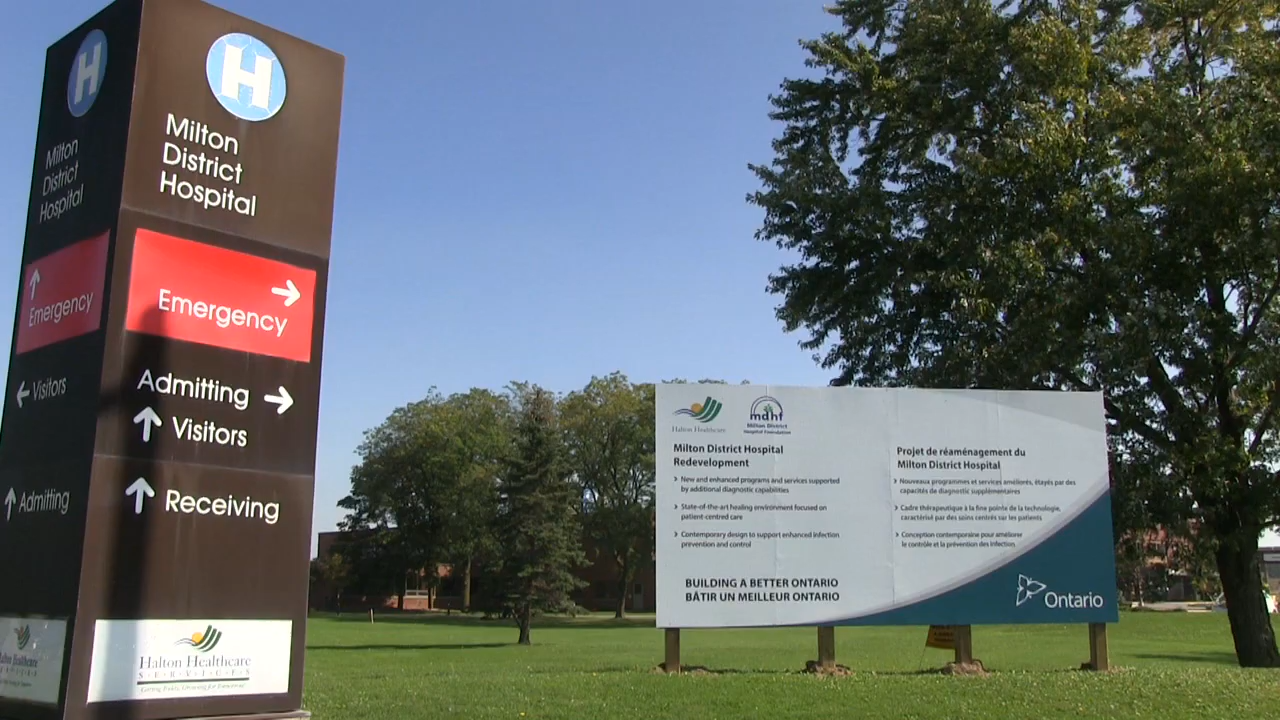 H
Milton
District
Hospital
Emergency
← Visitors
↑ Admitting
H
Milton
District
Hospital
→
Emergency
Admitting →
↑ Visitors
↑ Receiving
Halton Healthcare
SERVICES
Halton Healthcare
mdhf
Milton District
Hospital Foundation
Milton District Hospital
Redevelopment
New and enhanced programs and services supported
by additional diagnostic capabilities
State-of-the-art healing environment focused on
patient-centred care
Contemporary design to support enhanced infection
prevention and control
Projet de réaménagement du
Milton District Hospital
Nouveaux programmes et services améliorés, étayés par des
capacités de diagnostic supplémentaires
Cadre thérapeutique à la fine pointe de la technologie,
caractérisé par des soins centrés sur les patients
Conception contemporaine pour améliorer
le contrôle et la prévention des infection
BUILDING A BETTER ONTARIO
BÂTIR UN MEILLEUR ONTARIO
Ontario